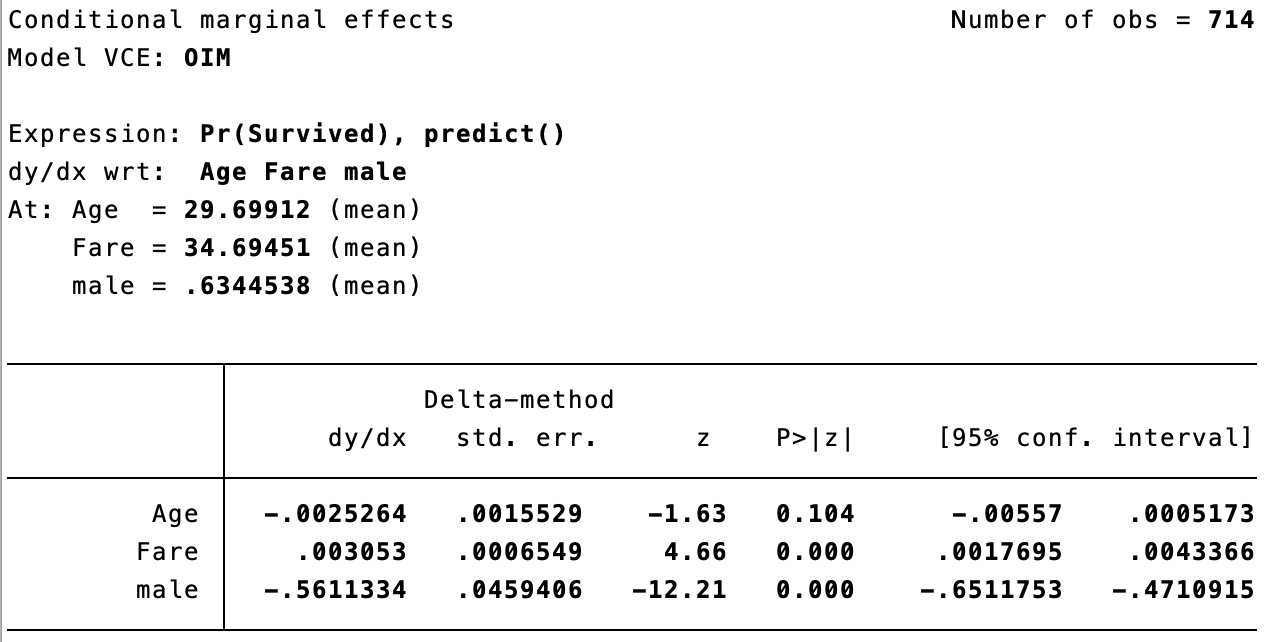 Conditional marginal effects Number of obs = 714
Model VCE: OIM
Expression: Pr(Survived), predict()
dy/dx wrt: Age Fare male
At: Age = 29.69912 (mean)
Fare = 34.69451 (mean)
male = .6344538 (mean)
Delta-method
dy/dx std. err. z P>|z| [95% conf. interval]
Age -.0025264 .0015529 -1.63 0.104 -.00557 .0005173
Fare .003053 .0006549 4.66 0.000 .0017695 .0043366
male -.5611334 .0459406 -12.21 0.000 -.6511753 -.4710915